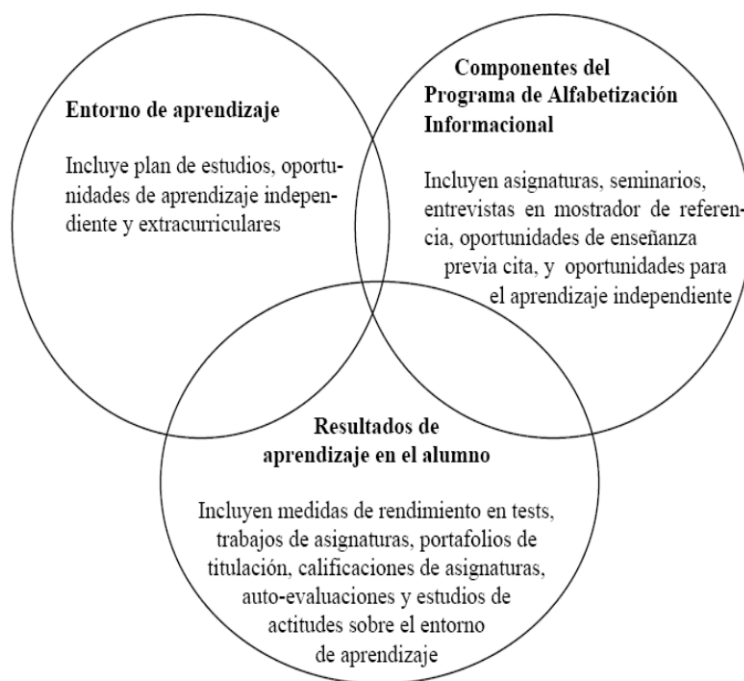 Entorno de aprendizaje
Incluye plan de estudios, oportu-
nidades de aprendizaje indepen-
diente y extracurriculares
Componentes del
Programa de Alfabetización
Informacional
Incluyen asignaturas, seminarios,
entrevistas en mostrador de referen-
cia, oportunidades de enseñanza
previa cita, y oportunidades para
el aprendizaje independiente
Resultados de
aprendizaje en el alumno
Incluyen medidas de rendimiento en tests,
trabajos de asignaturas, portafolios de
titulación, calificaciones de asignaturas,
auto-evaluaciones y estudios de
actitudes sobre el entorno
de aprendizaje